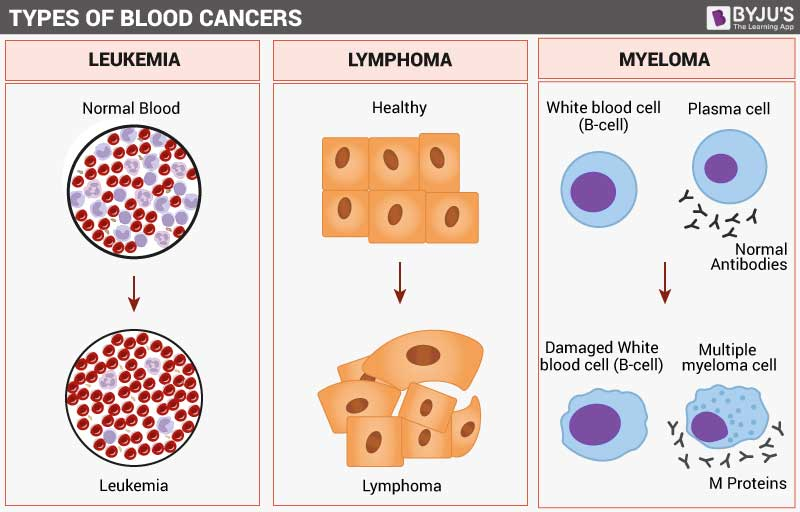 TYPES OF BLOOD CANCERS
BYJU'S
The Learning App
LEUKEMIA
Normal Blood
Leukemia
LYMPHOMA
Healthy
Lymphoma
MYELOMA
White blood cell
(B-cell)
Plasma cell
Normal
Antibodies
Damaged White
blood cell (B-cell)
Multiple
myeloma cell
M Proteins